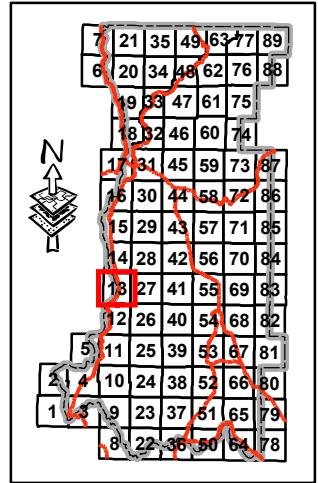 7 21 35 49 63 77 89
6 20 34 48 62 76 88
19 33 47 61 75
18 32 46 60 74
N
17 31 45 59 73 87
16 30 44 58 72 86
15 29 43 57 71 85
14 28 42 56 70 84
13 27 41 55 69 83
12 26 40 54 68 82
5 11 25 39 53 67 81
2 4 10 24 38 52 66 80
1 3 9 23 37 51 65 79
8 22 36 50 64 78